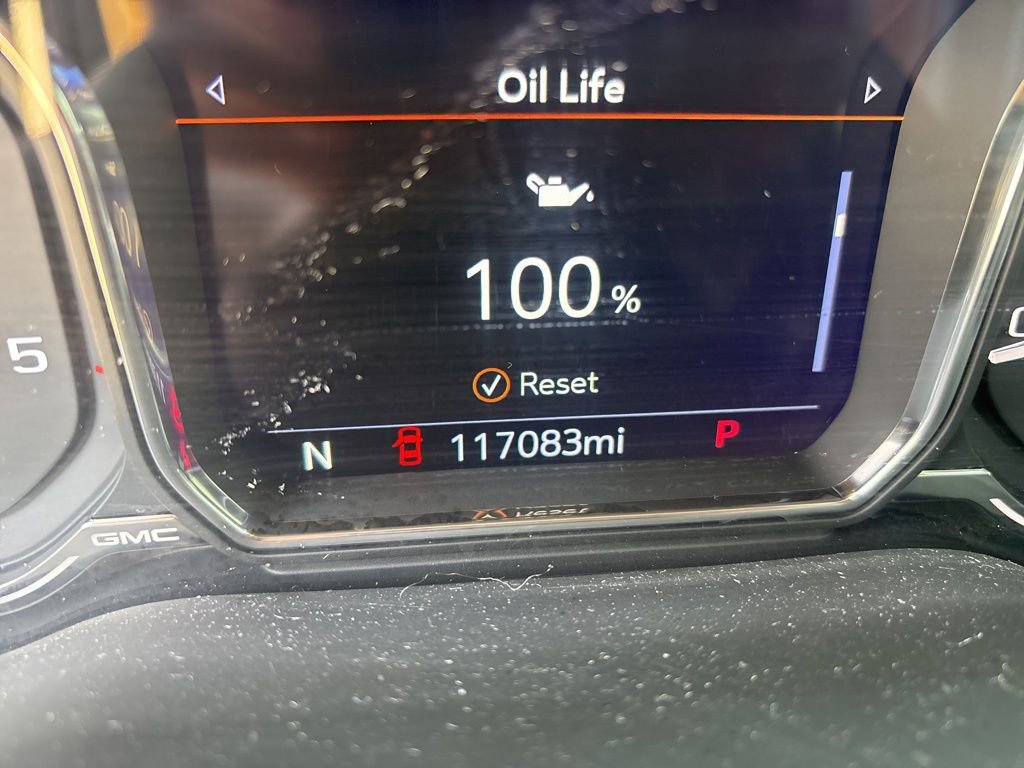 Oil Life
100 %
Reset
5
N 117083mi P
GMC